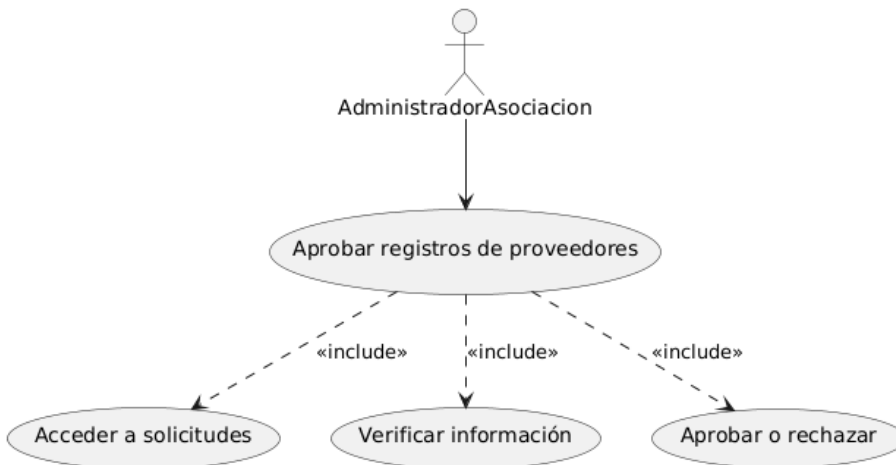 AdministradorAsociacion
Aprobar registros de proveedores
«include»
«include»
«include»
Acceder a solicitudes
Verificar información
Aprobar o rechazar